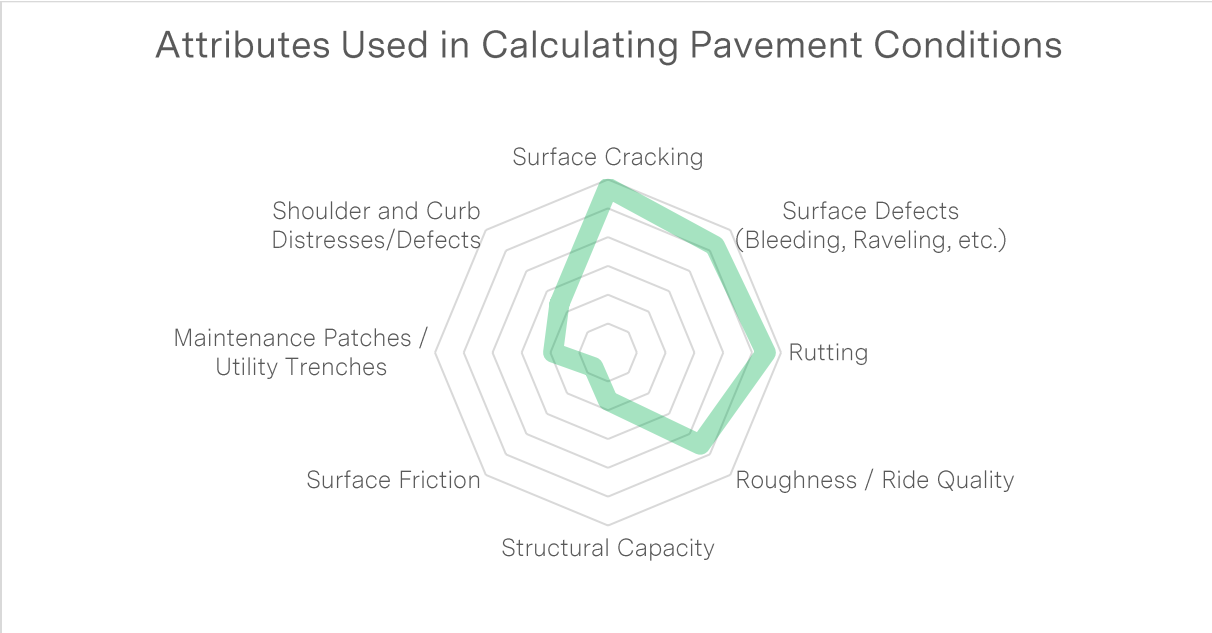 Attributes Used in Calculating Pavement Conditions
Surface Cracking
Shoulder and Curb
Distresses/Defects
Surface Defects
(Bleeding, Raveling, etc.)
Maintenance Patches /
Utility Trenches
Rutting
Surface Friction
Roughness / Ride Quality
Structural Capacity